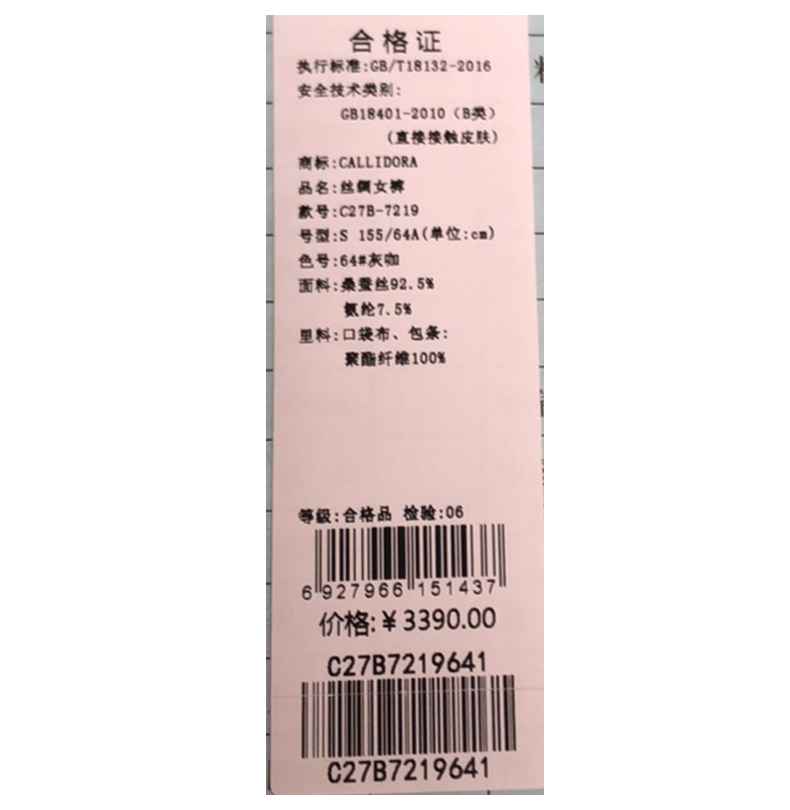 合格证
执行标准:GB/T18132-2016
安全技术类别:
GB18401-2010（B类）
(直接接触皮肤)
商标:CALLIDORA
品名:丝绸女裤
款号:C27B-7219
号型:S 155/64A(单位:cm)
色号:64#灰咖
面料:桑蚕丝92.5%
氨纶7.5%
里料:口袋布、包条:
聚酯纤维100%
等级:合格品 检验:06
6 927966 151437
价格:¥3390.00
C27B7219641
C27B7219641